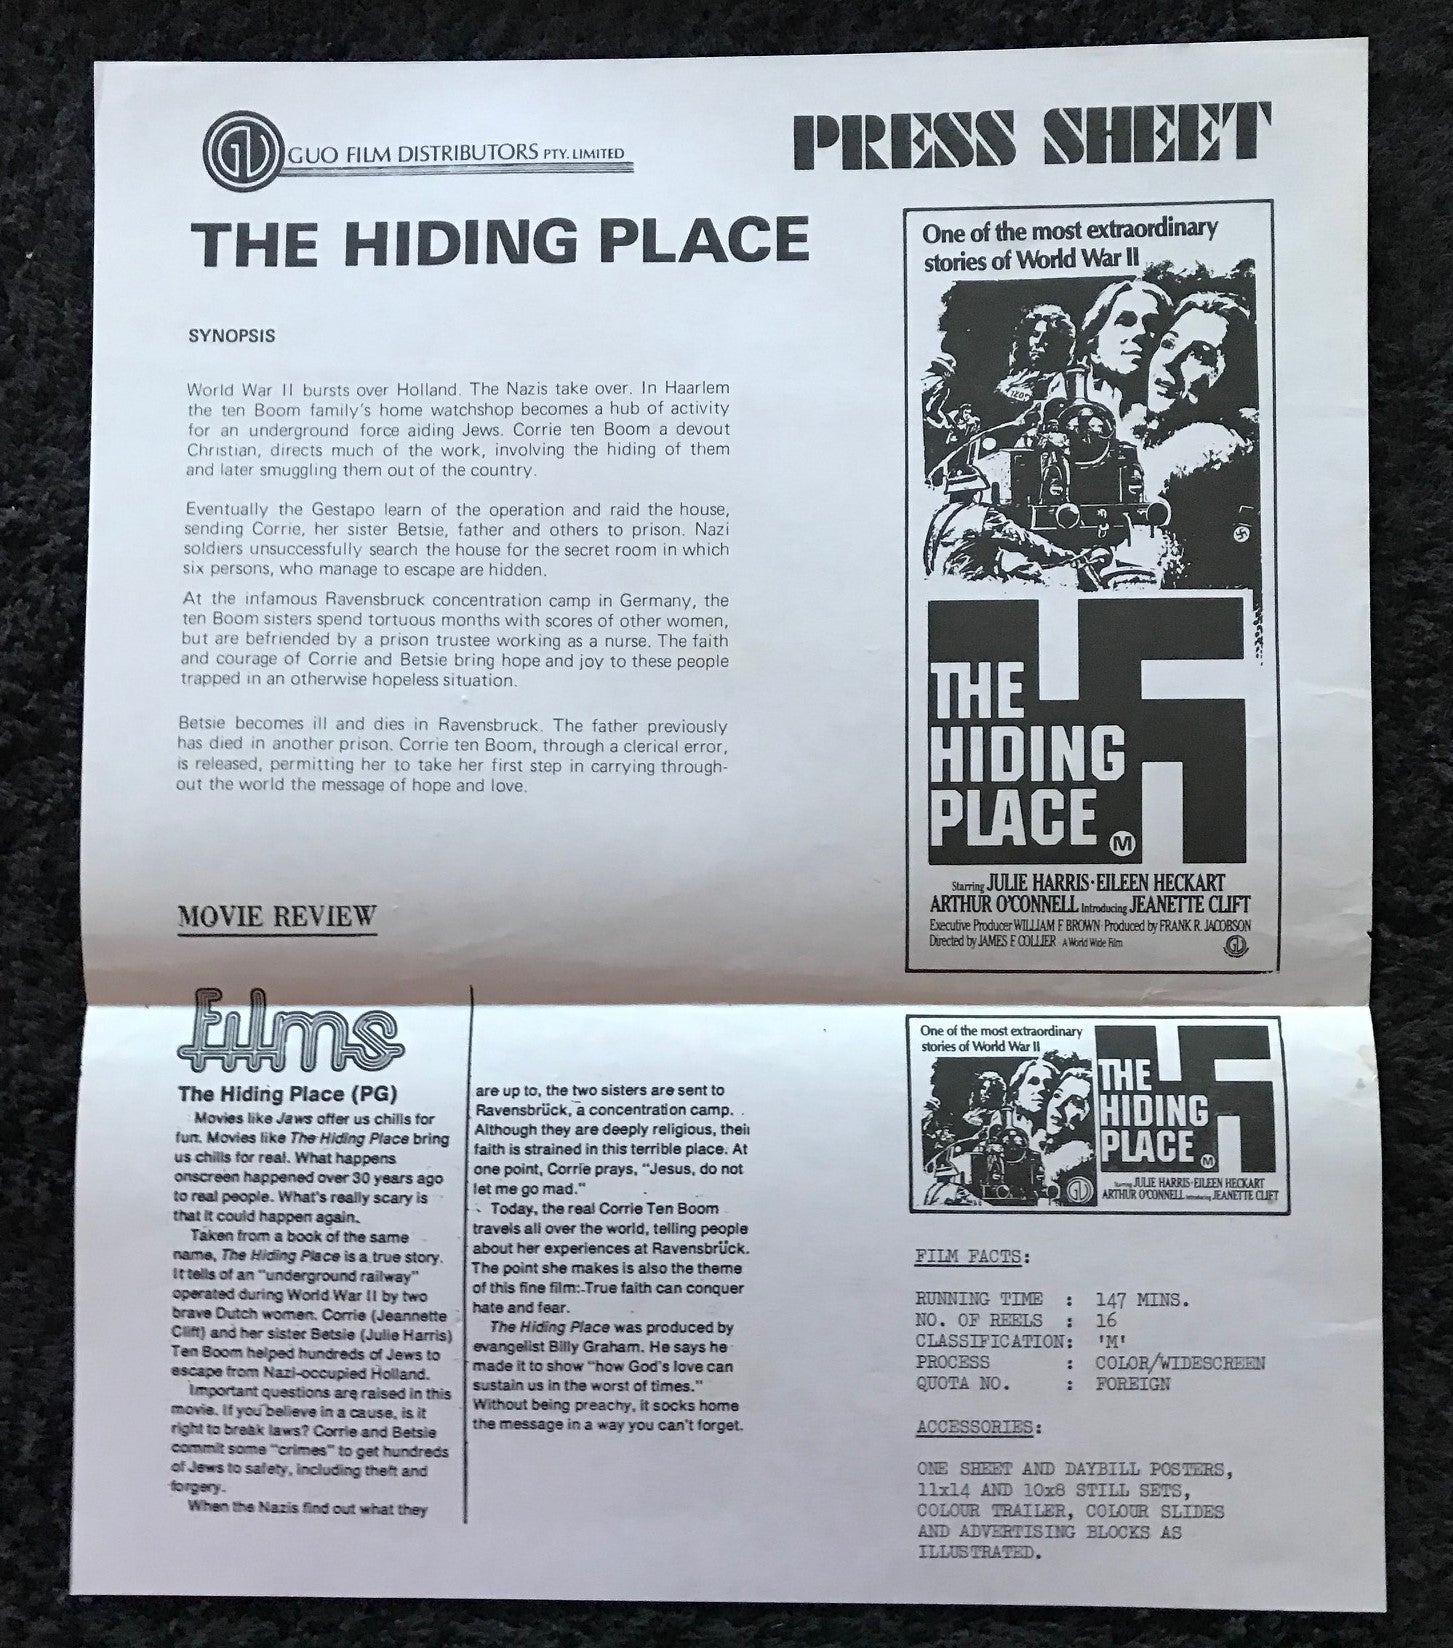 GUO FILM DISTRIBUTORS PTY. LIMITED
PRESS SHEET
THE HIDING PLACE
SYNOPSIS
World War II bursts over Holland. The Nazis take over. In Haarlem
the ten Boom family's home watchshop becomes a hub of activity
for an underground force aiding Jews. Corrie ten Boom a devout
Christian, directs much of the work, involving the hiding of them
and later smuggling them out of the country.
Eventually the Gestapo learn of the operation and raid the house,
sending Corrie, her sister Betsie, father and others to prison. Nazi
soldiers unsuccessfully search the house for the secret room in which
six persons, who manage to escape are hidden.
At the infamous Ravensbruck concentration camp in Germany, the
ten Boom sisters spend tortuous months with scores of other women,
but are befriended by a prison trustee working as a nurse. The faith
and courage of Corrie and Betsie bring hope and joy to these people
trapped in an otherwise hopeless situation.
Betsie becomes ill and dies in Ravensbruck. The father previously
has died in another prison. Corrie ten Boom, through a clerical error,
is released, permitting her to take her first step in carrying through-
out the world the message of hope and love.
One of the most extraordinary
stories of World War II
THE
HIDING
PLACE
M
Starring JULIE HARRIS · EILEEN HECKART
ARTHUR O'CONNELL Introducing JEANETTE CLIFT
Executive Producer WILLIAM F. BROWN · Produced by FRANK R. JACOBSON
Directed by JAMES F. COLLIER A World Wide Film
MOVIE REVIEW
films
The Hiding Place (PG)
Movies like Jaws offer us chills for
fun. Movies like The Hiding Place bring
us chills for real. What happens
onscreen happened over 30 years ago
to real people. What's really scary is
that it could happen again.
Taken from a book of the same
name, The Hiding Place is a true story.
It tells of an "underground railway"
operated during World War II by two
brave Dutch women. Corrie (Jeannette
Clift) and her sister Betsie (Julie Harris)
Ten Boom helped hundreds of Jews to
escape from Nazi-occupied Holland.
Important questions are raised in this
movie. If you believe in a cause, is it
right to break laws? Corrie and Betsie
commit some "crimes" to get hundreds
of Jews to safety, including theft and
forgery.
When the Nazis find out what they
are up to, the two sisters are sent to
Ravensbrück, a concentration camp.
Although they are deeply religious, their
faith is strained in this terrible place. At
one point, Corrie prays, "Jesus, do not
let me go mad."
Today, the real Corrie Ten Boom
travels all over the world, telling people
about her experiences at Ravensbrück.
The point she makes is also the theme
of this fine film: True faith can conquer
hate and fear.
The Hiding Place was produced by
evangelist Billy Graham. He says he
made it to show "how God's love can
sustain us in the worst of times."
Without being preachy, it socks home
the message in a way you can't forget.
One of the most extraordinary
stories of World War II
THE
HIDING
PLACE
M
Starring JULIE HARRIS · EILEEN HECKART
ARTHUR O'CONNELL Introducing JEANETTE CLIFT
FILM FACTS:
RUNNING TIME : 147 MINS.
NO. OF REELS : 16
CLASSIFICATION: 'M'
PROCESS : COLOR/WIDESCREEN
QUOTA NO. : FOREIGN
ACCESSORIES:
ONE SHEET AND DAYBILL POSTERS,
11x14 AND 10x8 STILL SETS,
COLOUR TRAILER, COLOUR SLIDES
AND ADVERTISING BLOCKS AS
ILLUSTRATED.